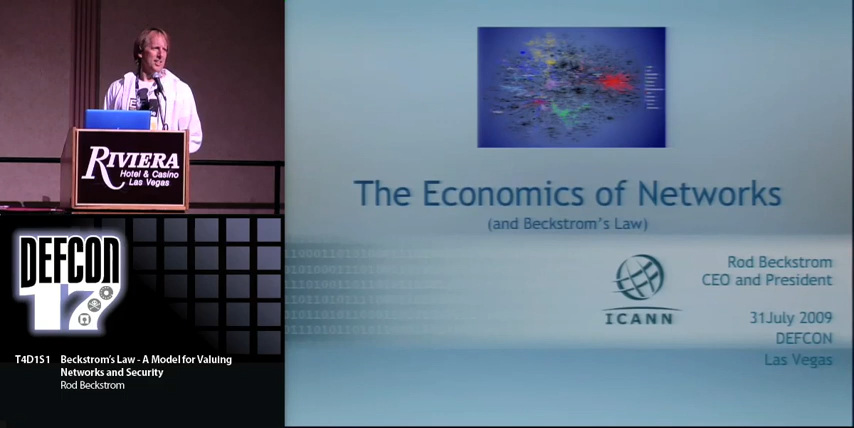 RIVIERA
Hotel & Casino
Las Vegas
DEFCON
17
T4D1S1 Beckstrom's Law - A Model for Valuing
Networks and Security
Rod Beckstrom
The Economics of Networks
(and Beckstrom's Law)
ICANN
Rod Beckstrom
CEO and President
31July 2009
DEFCON
Las Vegas